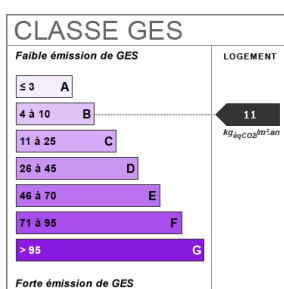 CLASSE GES
Faible émission de GES
LOGEMENT
≤ 3 A
4 à 10 B
11
kgéqCO2/m².an
11 à 25 C
26 à 45 D
46 à 70 E
71 à 95 F
> 95 G
Forte émission de GES